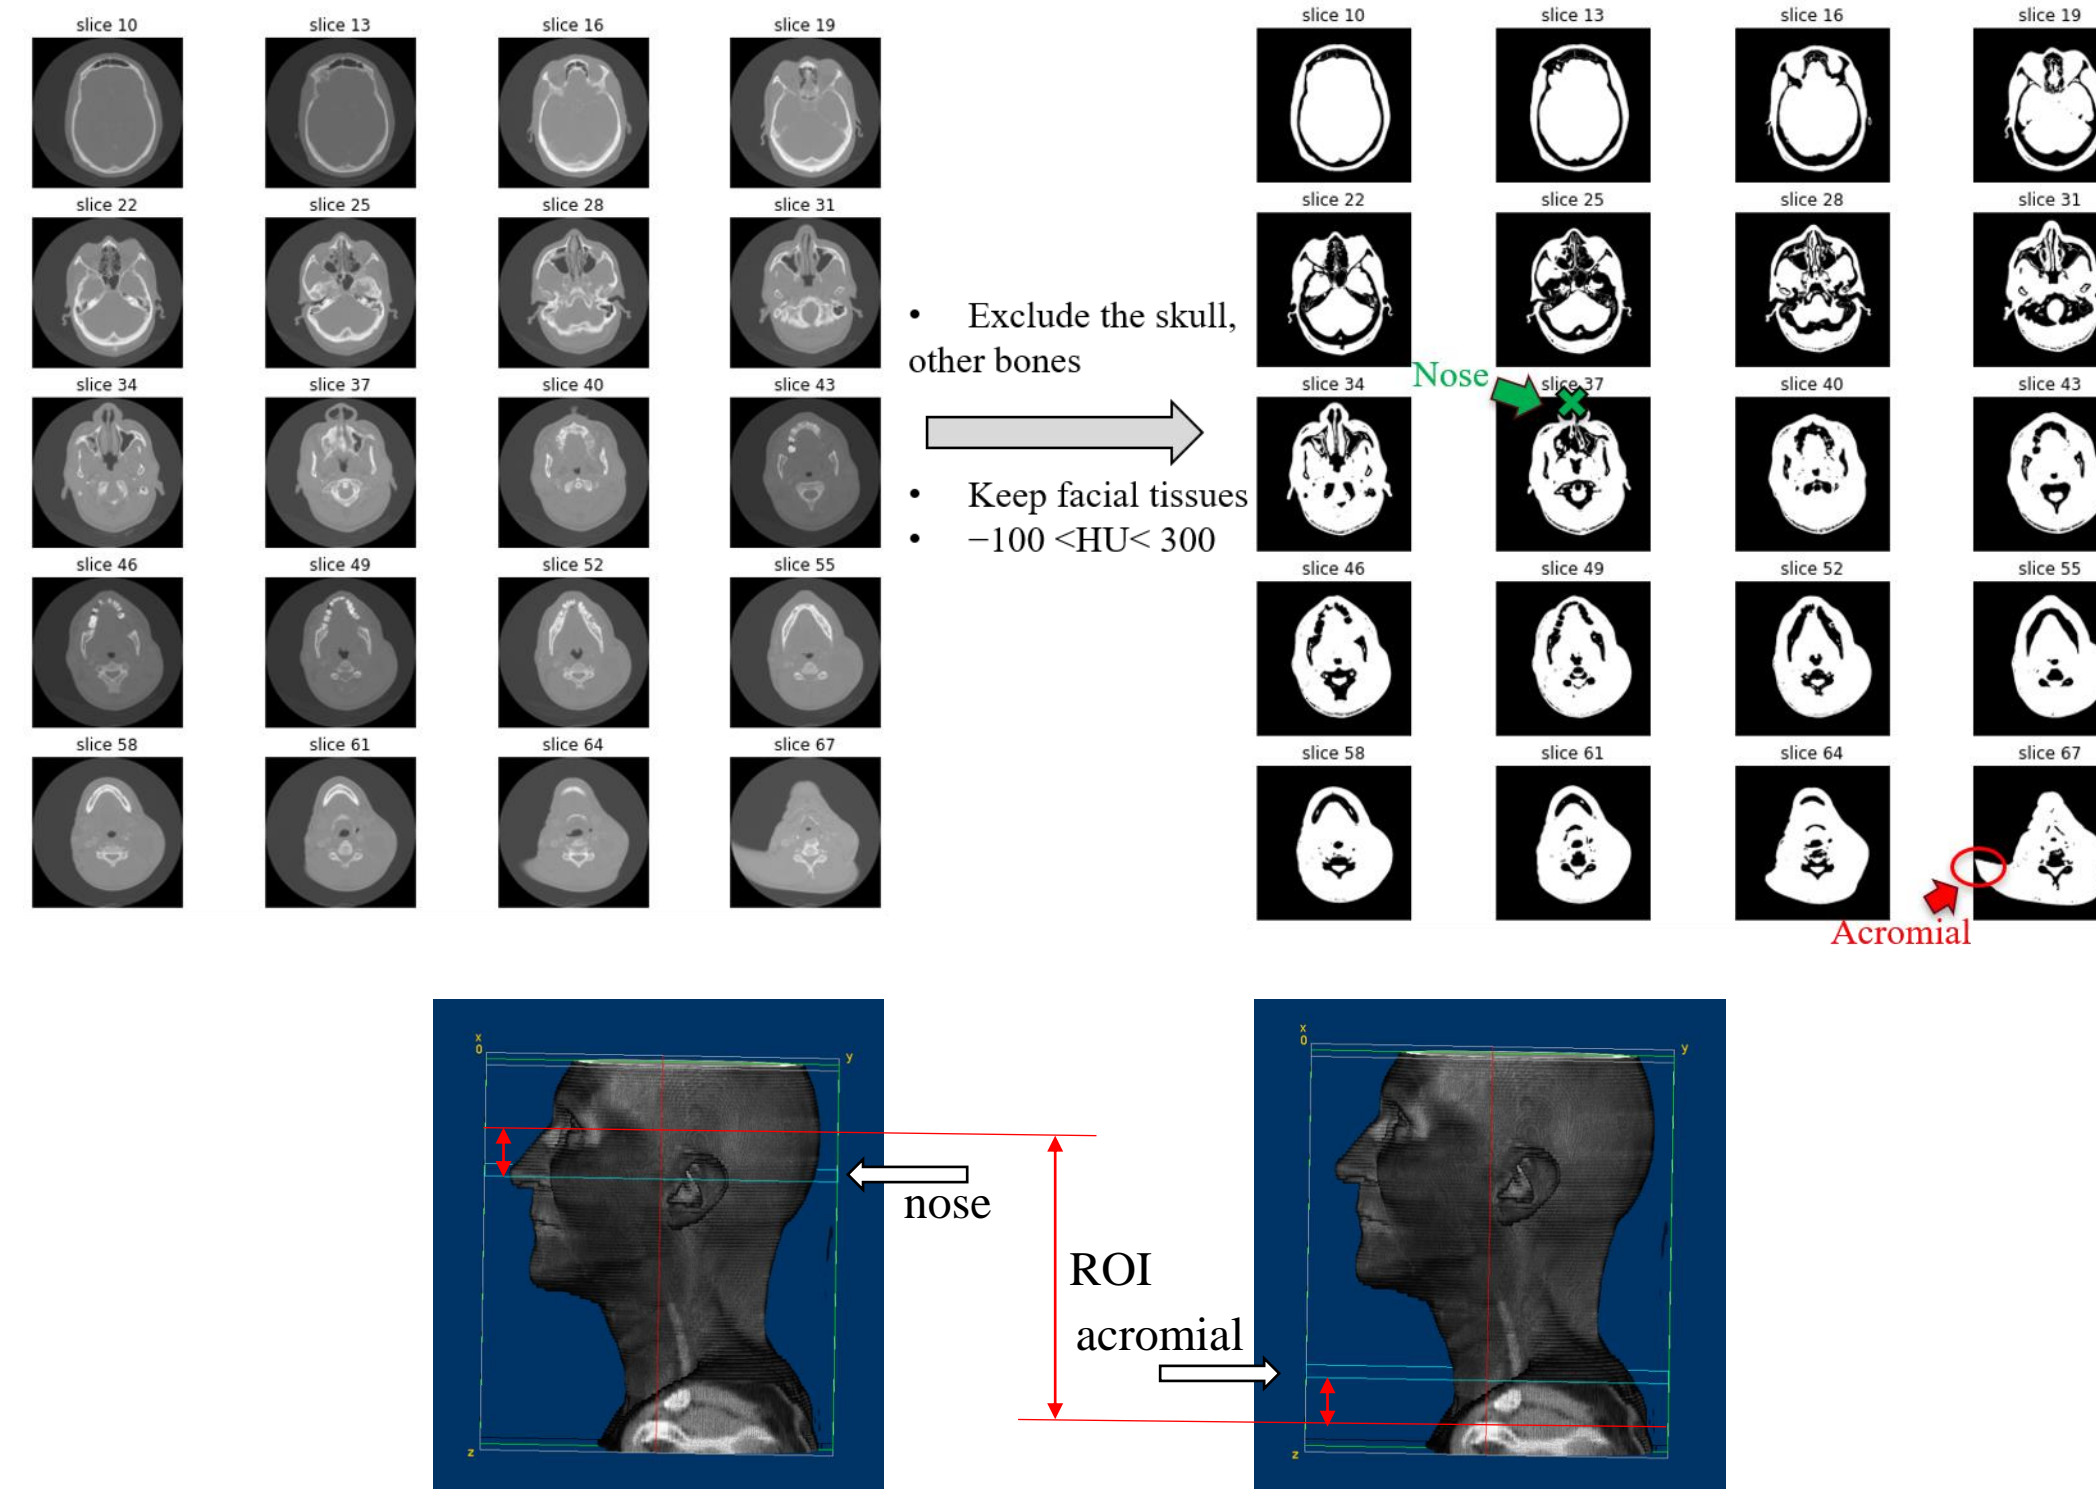 slice 10
slice 13
slice 16
slice 19
slice 22
slice 25
slice 28
slice 31
slice 34
slice 37
slice 40
slice 43
slice 46
slice 49
slice 52
slice 55
slice 58
slice 61
slice 64
slice 67
• Exclude the skull,
other bones
• Keep facial tissues
• −100 <HU< 300
slice 10
slice 13
slice 16
slice 19
slice 22
slice 25
slice 28
slice 31
Nose
slice 34
slice 37
slice 40
slice 43
slice 46
slice 49
slice 52
slice 55
slice 58
slice 61
slice 64
slice 67
Acromial
x
0
y
z
nose
ROI
acromial
x
0
y
z